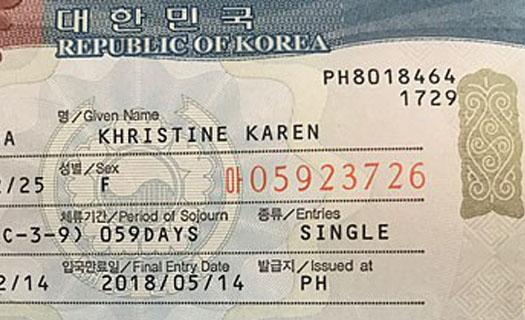 대한민국
REPUBLIC OF KOREA
PH8018464
1729
명/Given Name
A KHRISTINE KAREN
성별/Sex
/25 F 아05923726
체류기간/Period of Sojourn 종류/Entries
C-3-9) 059DAYS SINGLE
입국만료일/Final Entry Date 발급지/Issued at
2/14 2018/05/14 PH